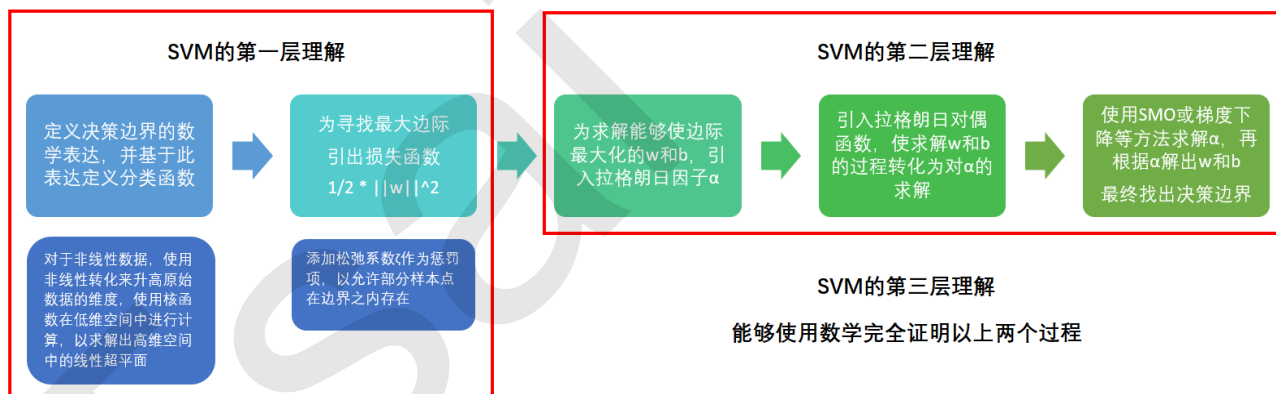 SVM的第一层理解
定义决策边界的数
学表达，并基于此
表达定义分类函数
为寻找最大边际
引出损失函数
1/2 * ||w||^2
对于非线性数据，使用
非线性转化来升高原始
数据的维度，使用核函
数在低维空间中进行计
算，以求解出高维空间
中的线性超平面
添加松弛系数ζ作为惩罚
项，以允许部分样本点
在边界之内存在
SVM的第二层理解
为求解能够使边际
最大化的w和b，引
入拉格朗日因子α
引入拉格朗日对偶
函数，使求解w和b
的过程转化为对α的
求解
使用SMO或梯度下
降等方法求解α，再
根据α解出w和b
最终找出决策边界
SVM的第三层理解
能够使用数学完全证明以上两个过程